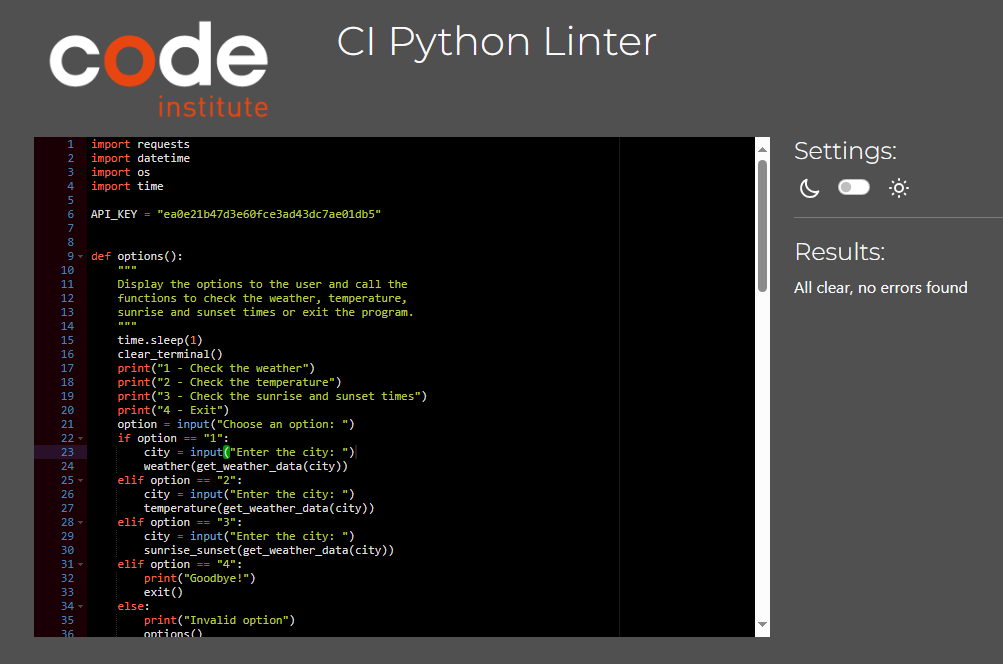 code
institute
CI Python Linter
1 import requests
2 import datetime
3 import os
4 import time
5
6 API_KEY = "ea0e21b47d3e60fce3ad43dc7ae01db5"
7
8
9 def options():
10 """
11 Display the options to the user and call the
12 functions to check the weather, temperature,
13 sunrise and sunset times or exit the program.
14 """
15 time.sleep(1)
16 clear_terminal()
17 print("1 - Check the weather")
18 print("2 - Check the temperature")
19 print("3 - Check the sunrise and sunset times")
20 print("4 - Exit")
21 option = input("Choose an option: ")
22 if option == "1":
23 city = input("Enter the city: ")
24 weather(get_weather_data(city))
25 elif option == "2":
26 city = input("Enter the city: ")
27 temperature(get_weather_data(city))
28 elif option == "3":
29 city = input("Enter the city: ")
30 sunrise_sunset(get_weather_data(city))
31 elif option == "4":
32 print("Goodbye!")
33 exit()
34 else:
35 print("Invalid option")
36 options()
Settings:
Results:
All clear, no errors found